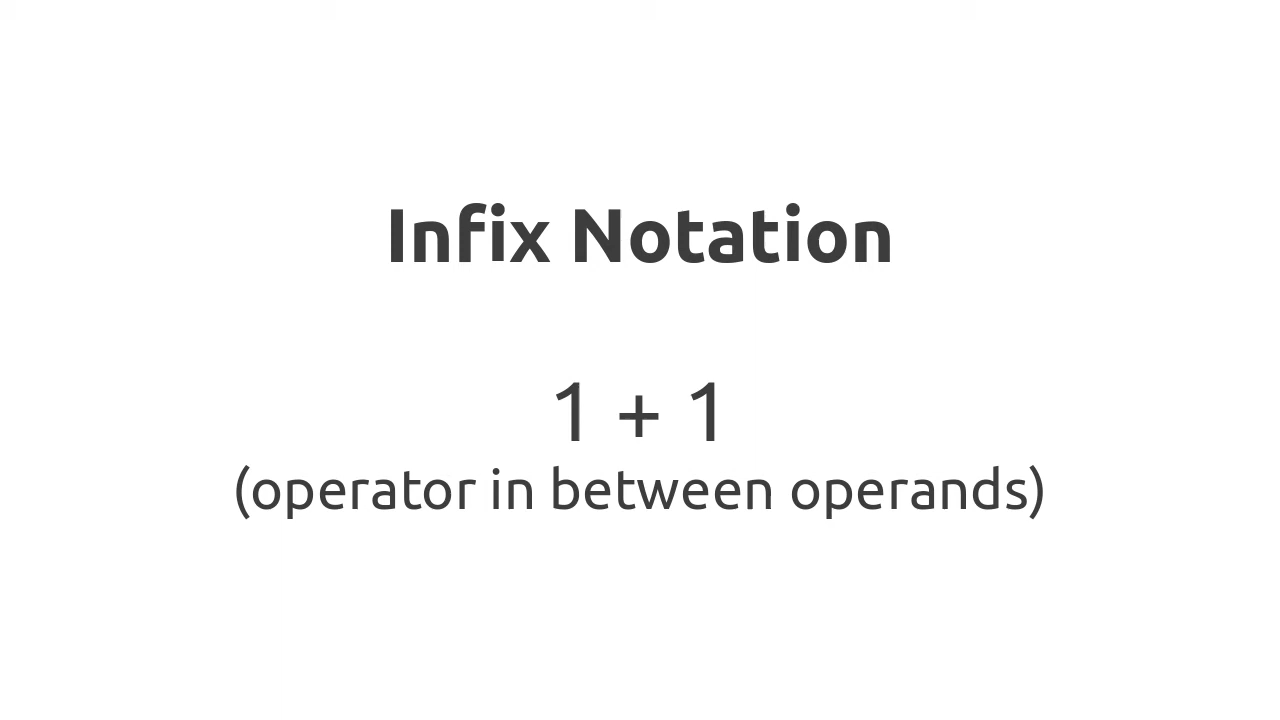 Infix Notation
1 + 1
(operator in between operands)